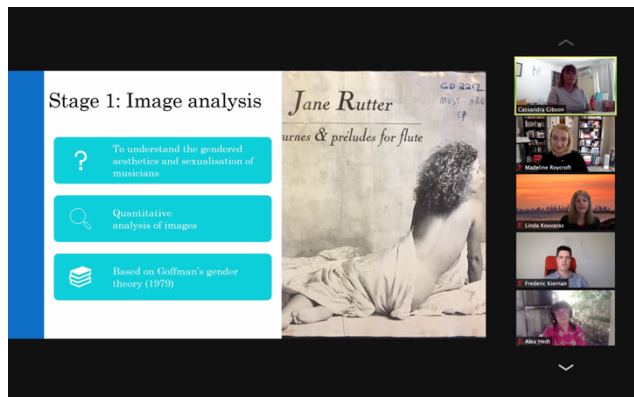 Stage 1: Image analysis
?
To understand the gendered
aesthetics and sexualisation of
musicians
Quantitative
analysis of images
Based on Goffman's gender
theory (1979)
Jane Rutter
urnes & préludes for flute
CP
Cassandra Gibson
Madeline Roycroft
Linda Kouvaras
Frederic Kiernan
Alex Hedt